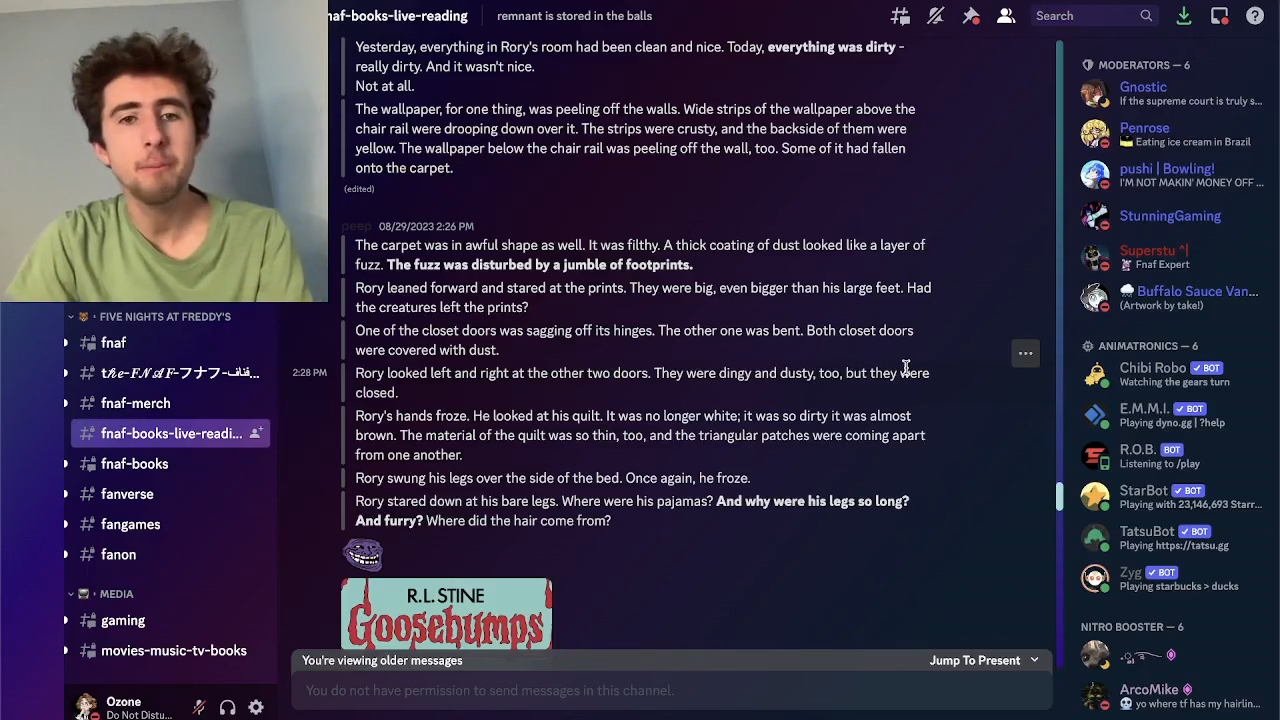 fnaf-books-live-reading
remnant is stored in the balls
Search
Yesterday, everything in Rory's room had been clean and nice. Today, everything was dirty -
really dirty. And it wasn't nice.
Not at all.
The wallpaper, for one thing, was peeling off the walls. Wide strips of the wallpaper above the
chair rail were drooping down over it. The strips were crusty, and the backside of them were
yellow. The wallpaper below the chair rail was peeling off the wall, too. Some of it had fallen
onto the carpet.
(edited)
peep 08/29/2023 2:26 PM
The carpet was in awful shape as well. It was filthy. A thick coating of dust looked like a layer of
fuzz. The fuzz was disturbed by a jumble of footprints.
Rory leaned forward and stared at the prints. They were big, even bigger than his large feet. Had
the creatures left the prints?
One of the closet doors was sagging off its hinges. The other one was bent. Both closet doors
were covered with dust.
2:28 PM
Rory looked left and right at the other two doors. They were dingy and dusty, too, but they were
closed.
Rory's hands froze. He looked at his quilt. It was no longer white; it was so dirty it was almost
brown. The material of the quilt was so thin, too, and the triangular patches were coming apart
from one another.
Rory swung his legs over the side of the bed. Once again, he froze.
Rory stared down at his bare legs. Where were his pajamas? And why were his legs so long?
And furry? Where did the hair come from?
R.L. STINE
Goosebumps
You're viewing older messages
Jump To Present
You do not have permission to send messages in this channel.
FIVE NIGHTS AT FREDDY'S
fnaf
fnaf-merch
fnaf-books-live-readi...
fnaf-books
fanverse
fangames
fanon
MEDIA
gaming
movies-music-tv-books
Ozone
Do Not Distu...
MODERATORS — 6
Gnostic
If the supreme court is truly s...
Penrose
Eating ice cream in Brazil
pushi | Bowling!
I'M NOT MAKIN' MONEY OFF ...
StunningGaming
Superstu ^|
Fnaf Expert
Buffalo Sauce Van...
(Artwork by me!)
ANIMATRONICS — 6
Chibi Robo BOT
Watching the gears turn
E.M.M.I. BOT
Playing dyno.gg | ?help
R.O.B. BOT
Listening to /play
StarBot BOT
Playing with 23,146,693 Starr...
TatsuBot BOT
Playing https://tatsu.gg
Zyg BOT
Playing starbucks > ducks
NITRO BOOSTER — 6
ArcoMike
yo where tf has my hairlin...